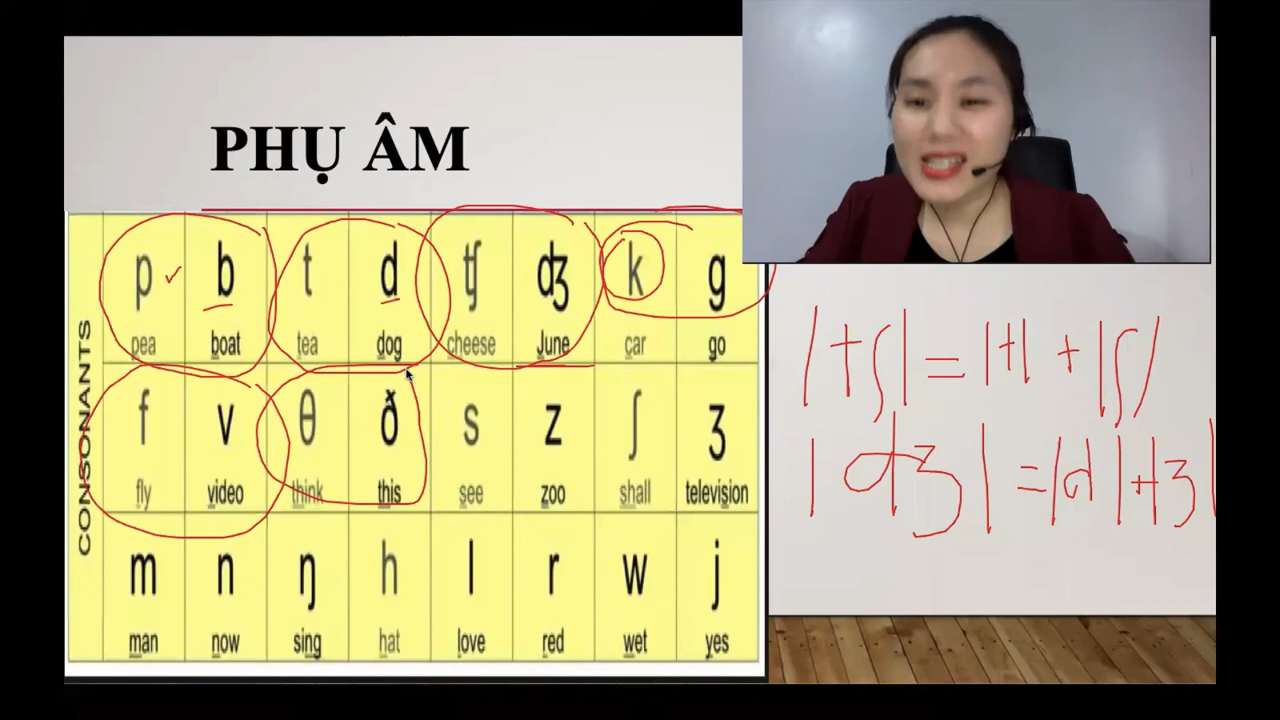 PHỤ ÂM
CONSONANTS
p b t d ʧ ʤ k g
pea boat tea dog cheese June car go
f v θ ð s z ʃ ʒ
fly video think this see zoo shall television
m n ŋ h l r w j
man now sing hat love red wet yes
|tʃ| = |t| + |ʃ|
|dʒ| = |d| + |ʒ|